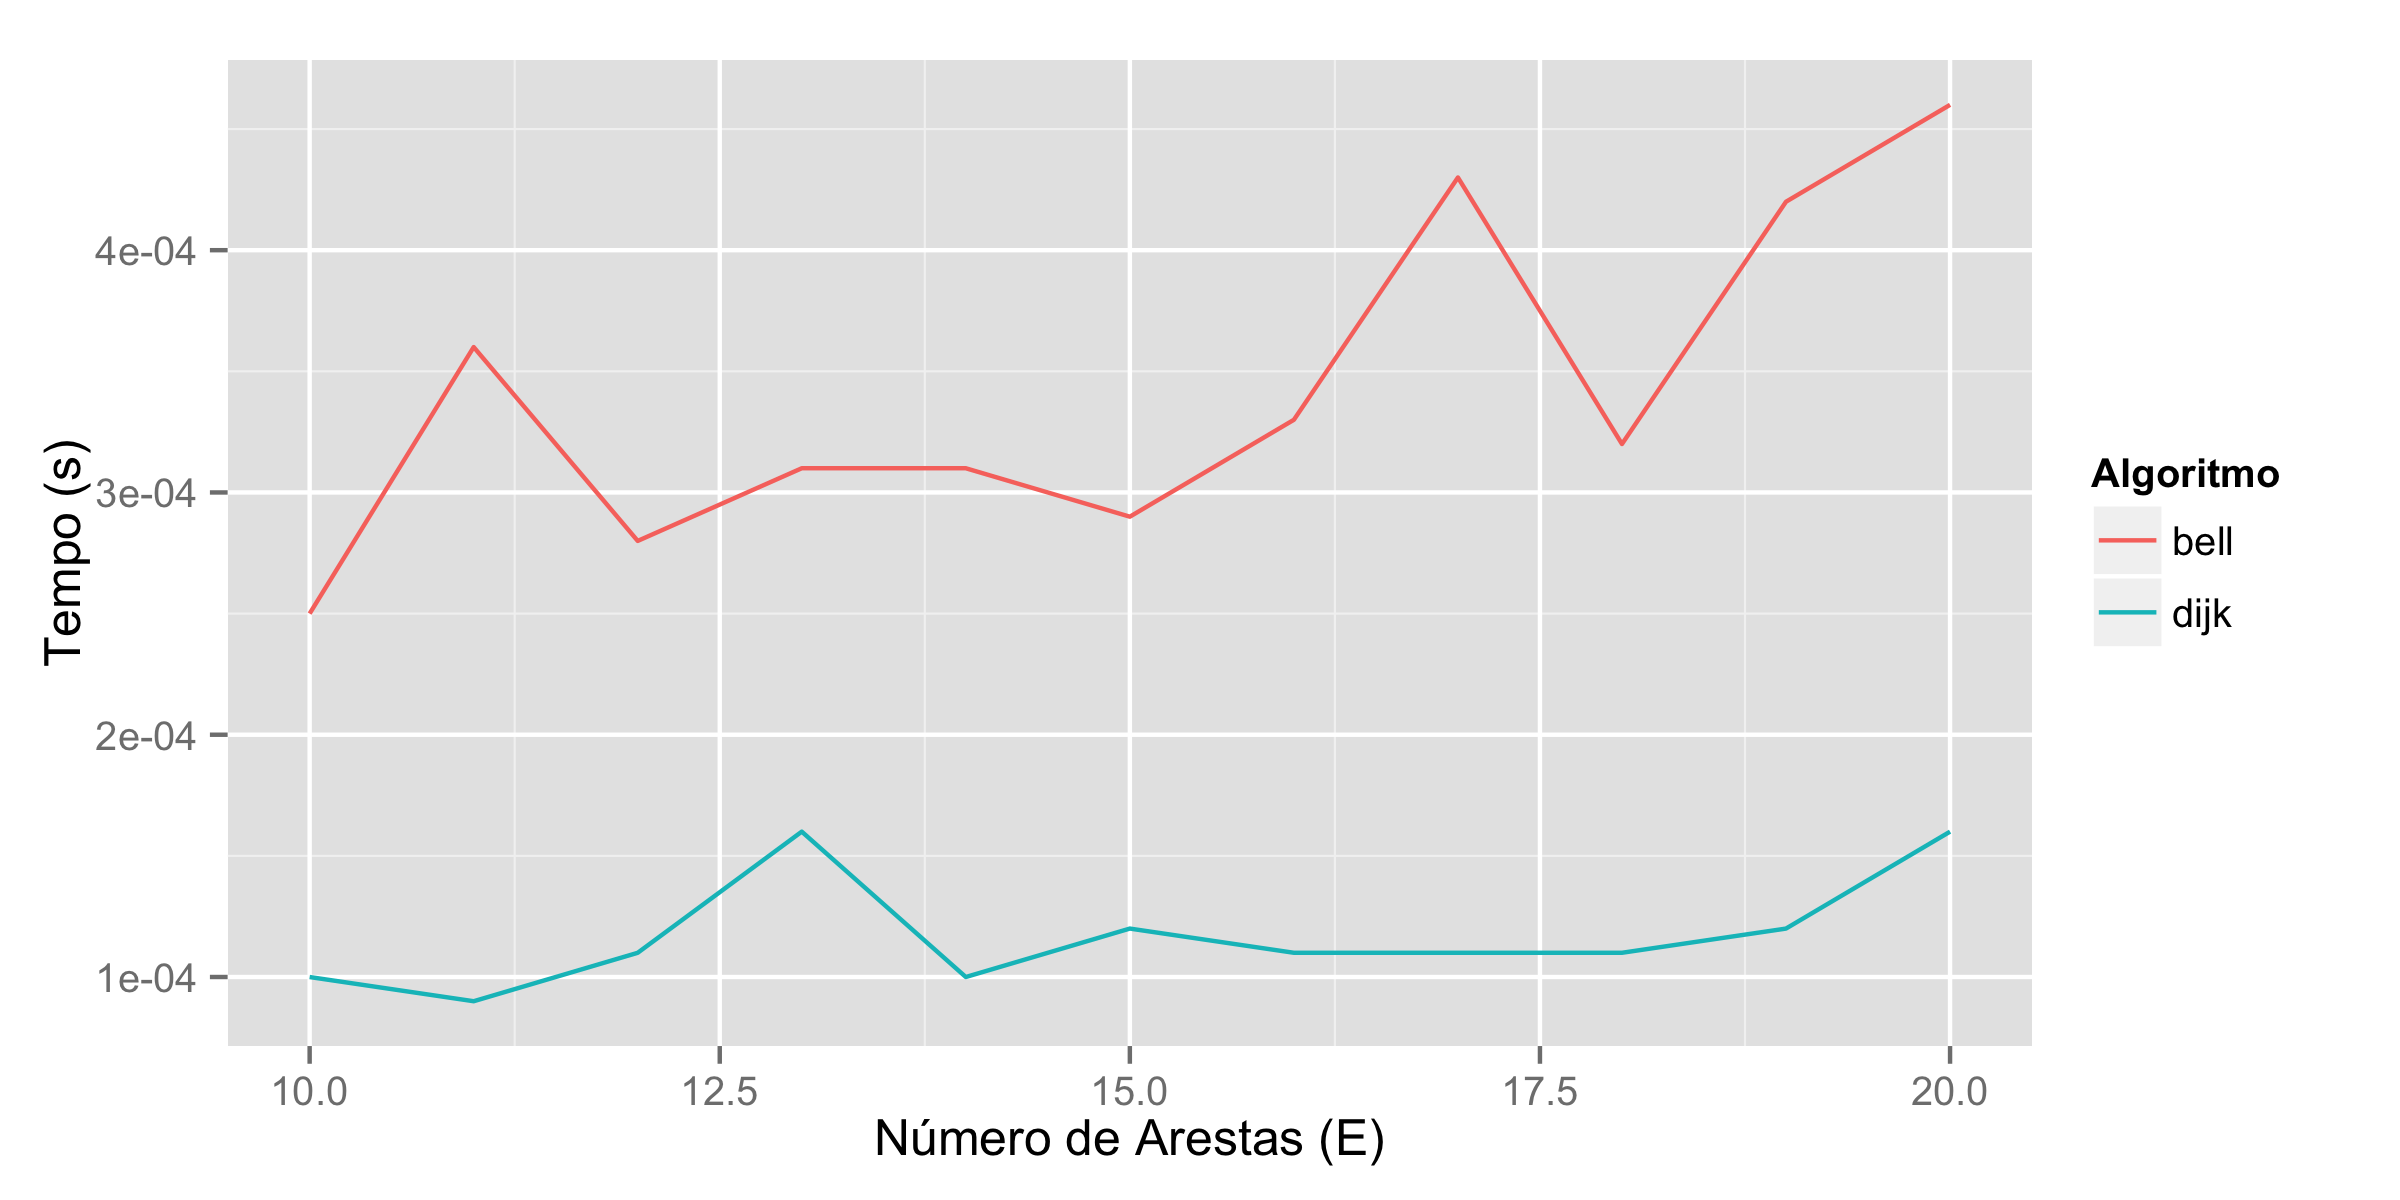 Tempo (s)
4e-04
3e-04
2e-04
1e-04
10.0 12.5 15.0 17.5 20.0
Número de Arestas (E)
Algoritmo
bell
dijk